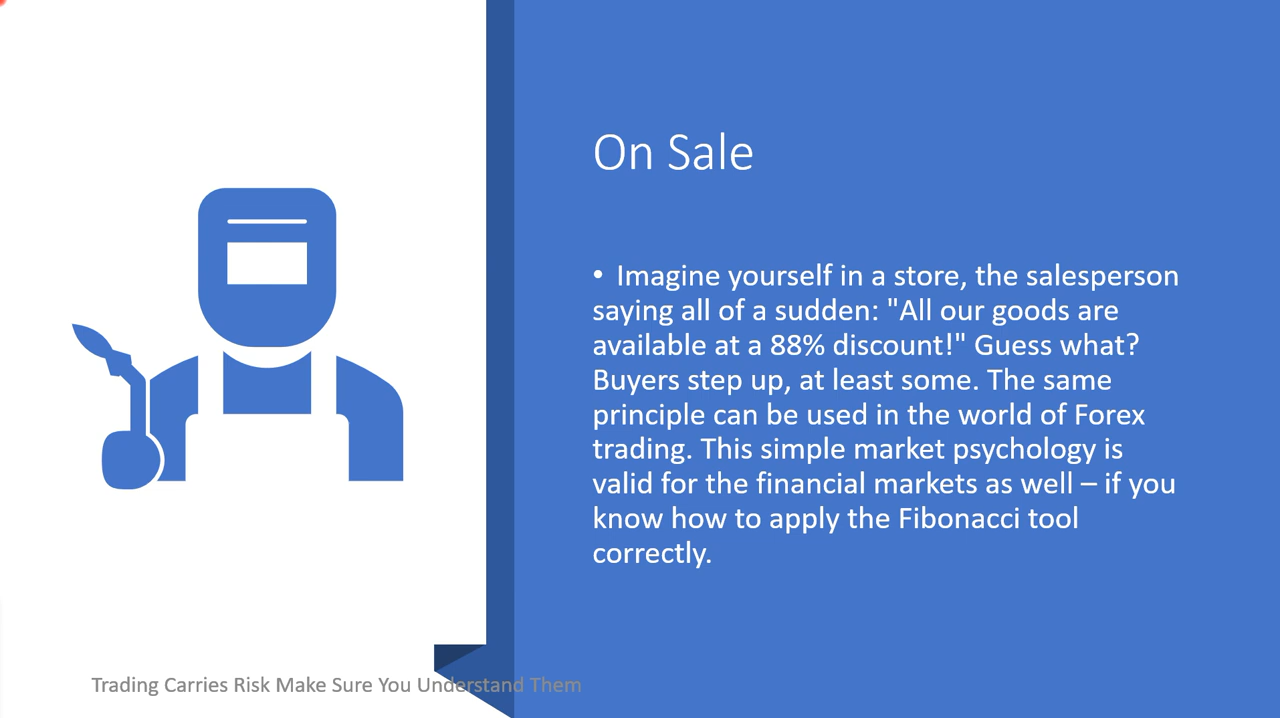 On Sale
• Imagine yourself in a store, the salesperson
saying all of a sudden: "All our goods are
available at a 88% discount!" Guess what?
Buyers step up, at least some. The same
principle can be used in the world of Forex
trading. This simple market psychology is
valid for the financial markets as well – if you
know how to apply the Fibonacci tool
correctly.
Trading Carries Risk Make Sure You Understand Them